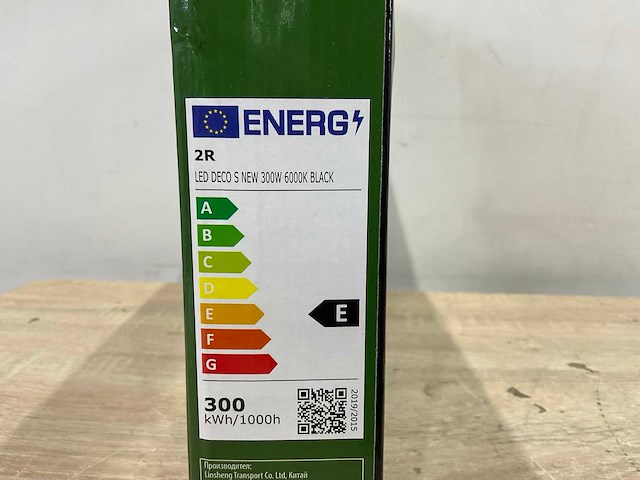 ENERG
2R
LED DECO S NEW 300W 6000K BLACK
A
B
C
D
E
E
F
G
300
kWh/1000h
2019/2015
Производител:
Linsheng Transport Co. Ltd, Китай